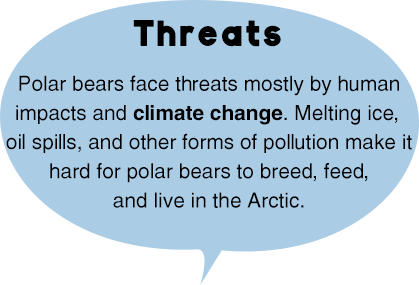 Threats
Polar bears face threats mostly by human
impacts and climate change. Melting ice,
oil spills, and other forms of pollution make it
hard for polar bears to breed, feed,
and live in the Arctic.